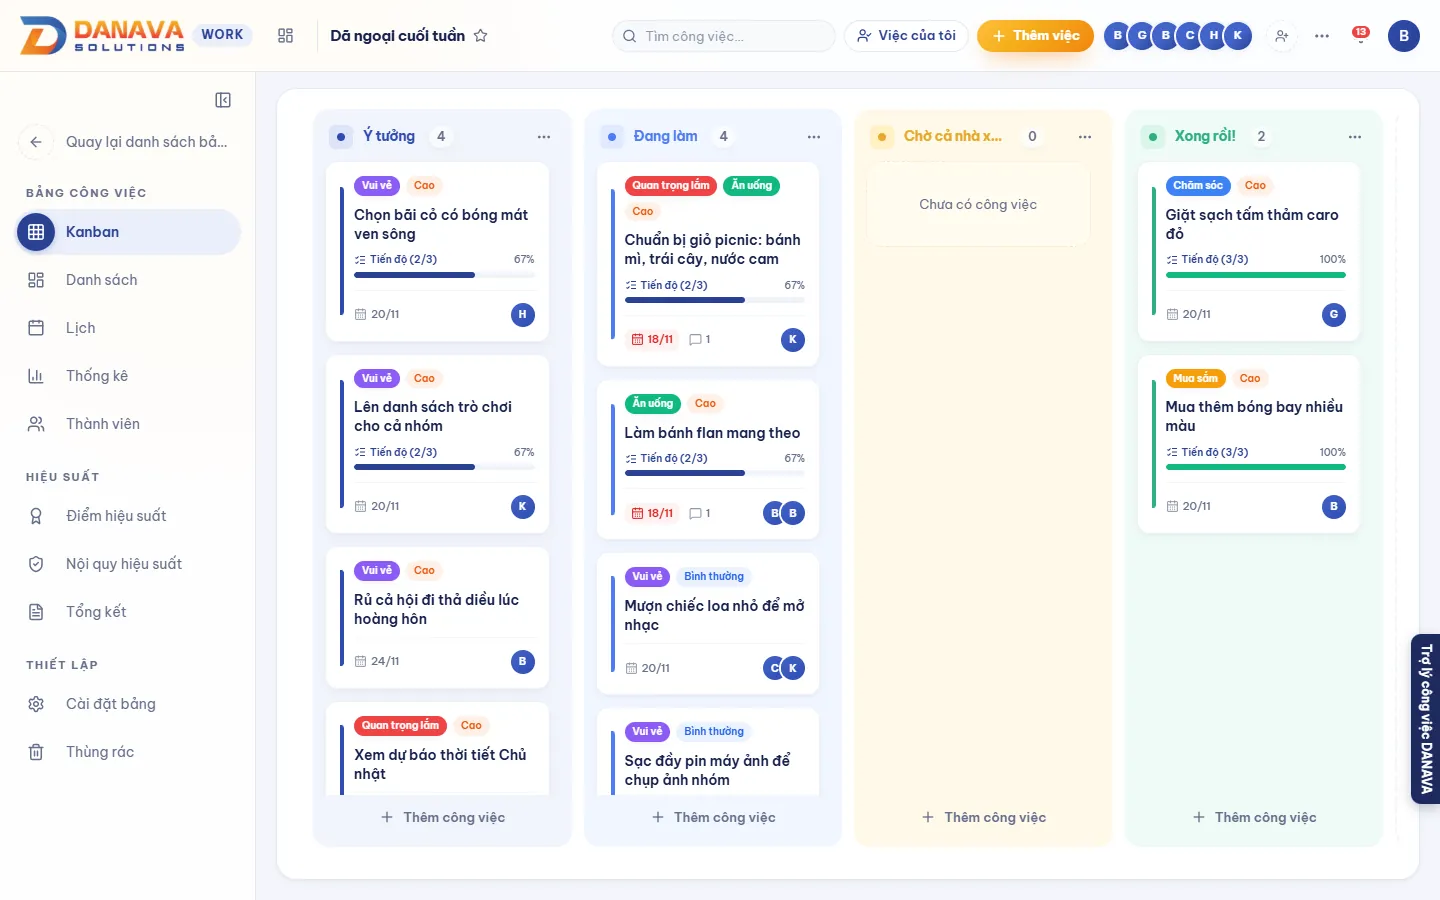 DANAVA
SOLUTIONS
WORK
Dã ngoại cuối tuần
Tìm công việc...
Việc của tôi
Thêm việc
B
G
B
C
H
K
13
B
Quay lại danh sách bả...
BẢNG CÔNG VIỆC
Kanban
Danh sách
Lịch
Thống kê
Thành viên
HIỆU SUẤT
Điểm hiệu suất
Nội quy hiệu suất
Tổng kết
THIẾT LẬP
Cài đặt bảng
Thùng rác
Ý tưởng 4
Vui vẻ Cao
Chọn bãi cỏ có bóng mát
ven sông
Tiến độ (2/3) 67%
20/11 H
Vui vẻ Cao
Lên danh sách trò chơi
cho cả nhóm
Tiến độ (2/3) 67%
20/11 K
Vui vẻ Cao
Rủ cả hội đi thả diều lúc
hoàng hôn
24/11 B
Quan trọng lắm Cao
Xem dự báo thời tiết Chủ
nhật
Thêm công việc
Đang làm 4
Quan trọng lắm Ăn uống
Cao
Chuẩn bị giỏ picnic: bánh
mì, trái cây, nước cam
Tiến độ (2/3) 67%
18/11 1 K
Ăn uống Cao
Làm bánh flan mang theo
Tiến độ (2/3) 67%
18/11 1 B B
Vui vẻ Bình thường
Mượn chiếc loa nhỏ để mở
nhạc
20/11 C K
Vui vẻ Bình thường
Sạc đầy pin máy ảnh để
chụp ảnh nhóm
Thêm công việc
Chờ cả nhà x... 0
Chưa có công việc
Thêm công việc
Xong rồi! 2
Chăm sóc Cao
Giặt sạch tấm thảm caro
đỏ
Tiến độ (3/3) 100%
20/11 G
Mua sắm Cao
Mua thêm bóng bay nhiều
màu
Tiến độ (3/3) 100%
20/11 B
Thêm công việc
Trợ lý công việc DANAVA